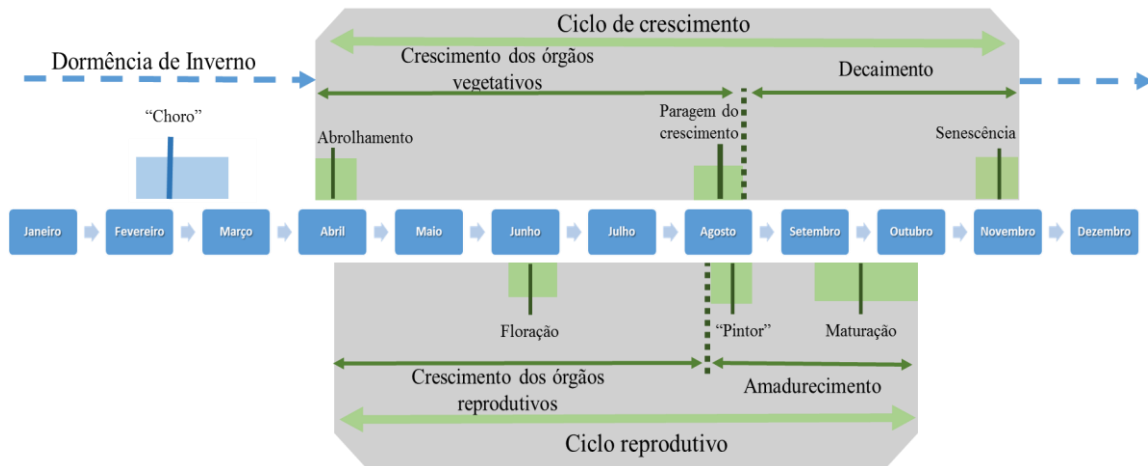 Ciclo de crescimento
Dormência de Inverno
Crescimento dos órgãos
vegetativos
Decaimento
“Choro”
Abrolhamento
Paragem do
crescimento
Senescência
Janeiro
Fevereiro
Março
Abril
Maio
Junho
Julho
Agosto
Setembro
Outubro
Novembro
Dezembro
Floração
“Pintor”
Maturação
Crescimento dos órgãos
reprodutivos
Amadurecimento
Ciclo reprodutivo